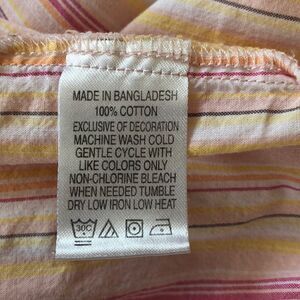 MADE IN BANGLADESH
100% COTTON
EXCLUSIVE OF DECORATION
MACHINE WASH COLD
GENTLE CYCLE WITH
LIKE COLORS ONLY
NON-CHLORINE BLEACH
WHEN NEEDED TUMBLE
DRY LOW IRON LOW HEAT
30C